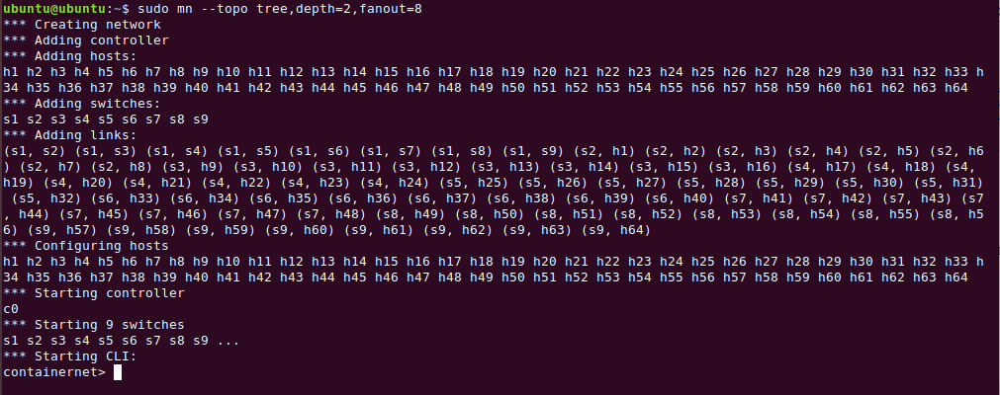 ubuntu@ubuntu:~$ sudo mn --topo tree,depth=2,fanout=8
*** Creating network
*** Adding controller
*** Adding hosts:
h1 h2 h3 h4 h5 h6 h7 h8 h9 h10 h11 h12 h13 h14 h15 h16 h17 h18 h19 h20 h21 h22 h23 h24 h25 h26 h27 h28 h29 h30 h31 h32 h33 h
34 h35 h36 h37 h38 h39 h40 h41 h42 h43 h44 h45 h46 h47 h48 h49 h50 h51 h52 h53 h54 h55 h56 h57 h58 h59 h60 h61 h62 h63 h64
*** Adding switches:
s1 s2 s3 s4 s5 s6 s7 s8 s9
*** Adding links:
(s1, s2) (s1, s3) (s1, s4) (s1, s5) (s1, s6) (s1, s7) (s1, s8) (s1, s9) (s2, h1) (s2, h2) (s2, h3) (s2, h4) (s2, h5) (s2, h6
) (s2, h7) (s2, h8) (s3, h9) (s3, h10) (s3, h11) (s3, h12) (s3, h13) (s3, h14) (s3, h15) (s3, h16) (s4, h17) (s4, h18) (s4,
h19) (s4, h20) (s4, h21) (s4, h22) (s4, h23) (s4, h24) (s5, h25) (s5, h26) (s5, h27) (s5, h28) (s5, h29) (s5, h30) (s5, h31)
(s5, h32) (s6, h33) (s6, h34) (s6, h35) (s6, h36) (s6, h37) (s6, h38) (s6, h39) (s6, h40) (s7, h41) (s7, h42) (s7, h43) (s7
, h44) (s7, h45) (s7, h46) (s7, h47) (s7, h48) (s8, h49) (s8, h50) (s8, h51) (s8, h52) (s8, h53) (s8, h54) (s8, h55) (s8, h5
6) (s9, h57) (s9, h58) (s9, h59) (s9, h60) (s9, h61) (s9, h62) (s9, h63) (s9, h64)
*** Configuring hosts
h1 h2 h3 h4 h5 h6 h7 h8 h9 h10 h11 h12 h13 h14 h15 h16 h17 h18 h19 h20 h21 h22 h23 h24 h25 h26 h27 h28 h29 h30 h31 h32 h33 h
34 h35 h36 h37 h38 h39 h40 h41 h42 h43 h44 h45 h46 h47 h48 h49 h50 h51 h52 h53 h54 h55 h56 h57 h58 h59 h60 h61 h62 h63 h64
*** Starting controller
c0
*** Starting 9 switches
s1 s2 s3 s4 s5 s6 s7 s8 s9 ...
*** Starting CLI:
containernet>